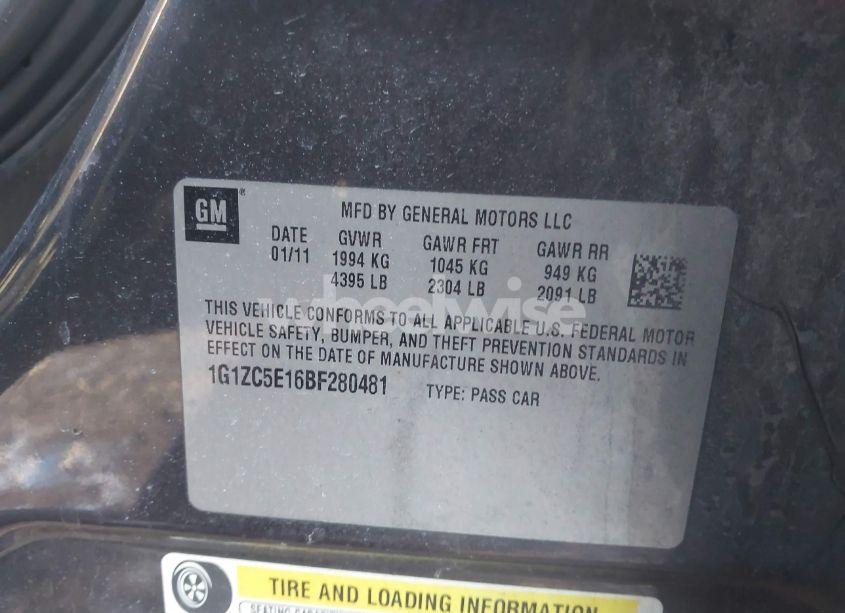 GM ®
MFD BY GENERAL MOTORS LLC
DATE GVWR GAWR FRT GAWR RR
01/11 1994 KG 1045 KG 949 KG
4395 LB 2304 LB 2091 LB
wheelwise
THIS VEHICLE CONFORMS TO ALL APPLICABLE U.S. FEDERAL MOTOR
VEHICLE SAFETY, BUMPER, AND THEFT PREVENTION STANDARDS IN
EFFECT ON THE DATE OF MANUFACTURE SHOWN ABOVE.
1G1ZC5E16BF280481 TYPE: PASS CAR
TIRE AND LOADING INFORMATION